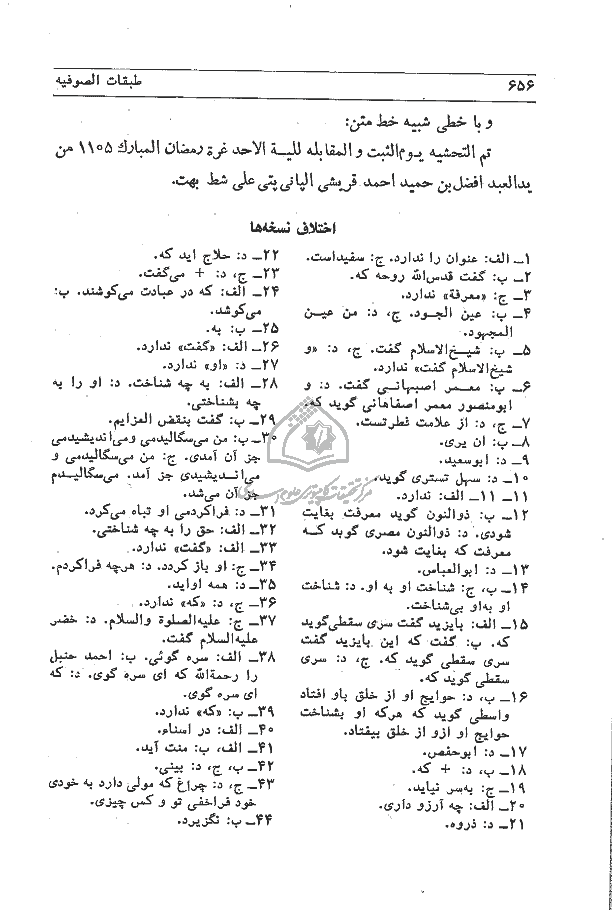 ۶۵۶
طبقات الصوفیه
و با خطی شبیه خط متن:
تم التحشیه یوم‌الثبت و المقابله للیة الاحد غرة رمضان المبارك ۱۱۰۵ من
یدالعبد افضل‌بن حمید احمد قریشی الپانی‌پتی علی شط بهت.
اختلاف نسخه‌ها
۱ـ الف: عنوان را ندارد. ج: سفیداست.
۲ـ ب: گفت قدس‌الله روحه که.
۳ـ ج: «معرفة» ندارد.
۴ـ ب: عین الجود. ج، د: من عین
المجهود.
۵ـ ب: شیخ‌الاسلام گفت. ج، د: «و
شیخ‌الاسلام گفت» ندارد.
۶ـ ب: معمر اصبهانی گفت. د: و
ابومنصور معمر اصفاهانی گوید که.
۷ـ ج، د: از علامت فطرتست.
۸ـ ب: ان یری.
۹ـ د: ابوسعید.
۱۰ـ د: سهل تستری گوید.
۱۱ـ ۱۱ـ الف: ندارد.
۱۲ـ ب: ذوالنون گوید معرفت بغایت
شودی. د: ذوالنون مصری گوید که
معرفت که بغایت شود.
۱۳ـ د: ابوالعباس.
۱۴ـ ب، ج: شناخت او به او. د: شناخت
او به‌او بی‌شناخت.
۱۵ـ الف: بایزید گفت سری سقطی‌گوید
که. ب: گفت که این بایزید گفت
سری سقطی گوید که. ج، د: سری
سقطی گوید که.
۱۶ـ ب، د: حوایج او از خلق باو افتاد
واسطی گوید که هرکه او بشناخت
حوایج او ازو از خلق بیفتاد.
۱۷ـ د: ابوحفص.
۱۸ـ ب، د: + که.
۱۹ـ ج: به‌سر نیاید.
۲۰ـ الف: چه آرزو داری.
۲۱ـ د: ذروه.
۲۲ـ د: حلاج اید که.
۲۳ـ ج، د: + می‌گفت.
۲۴ـ الف: که در عبادت می‌کوشند. ب:
می‌کوشد.
۲۵ـ ب: به.
۲۶ـ الف: «گفت» ندارد.
۲۷ـ د: «او» ندارد.
۲۸ـ الف: به چه شناخت. د: او را به
چه بشناختی.
۲۹ـ ب: گفت بنقض العزایم.
۳۰ـ ب: من می‌سگالیدمی و می‌اندیشیدمی
جز آن آمدی. ج: من می‌سگالیدمی و
می‌اندیشیدی جز آمد. می‌سگالیدم
جز آن می‌شد.
۳۱ـ د: فراکردمی او تباه می‌کرد.
۳۲ـ الف: حق را به چه شناختی.
۳۳ـ الف: «گفت» ندارد.
۳۴ـ ج: او باز کردد. د: هرچه فراکردم.
۳۵ـ د: همه اواید.
۳۶ـ ج، د: «که» ندارد.
۳۷ـ ج: علیه‌الصلوة والسلام. د: خضر
علیه‌السلام گفت.
۳۸ـ الف: سره گوئی. ب: احمد حنبل
را رحمةالله که ای سره گوی. د: که
ای سره گوی.
۳۹ـ ب: «که» ندارد.
۴۰ـ الف: در اسناء.
۴۱ـ الف، ب: منت آید.
۴۲ـ ب، ج، د: بینی.
۴۳ـ ج، د: چراغ که مولی دارد به خودی
خود فراخفی تو و کس چیزی.
۴۴ـ ب: نگزیرد.